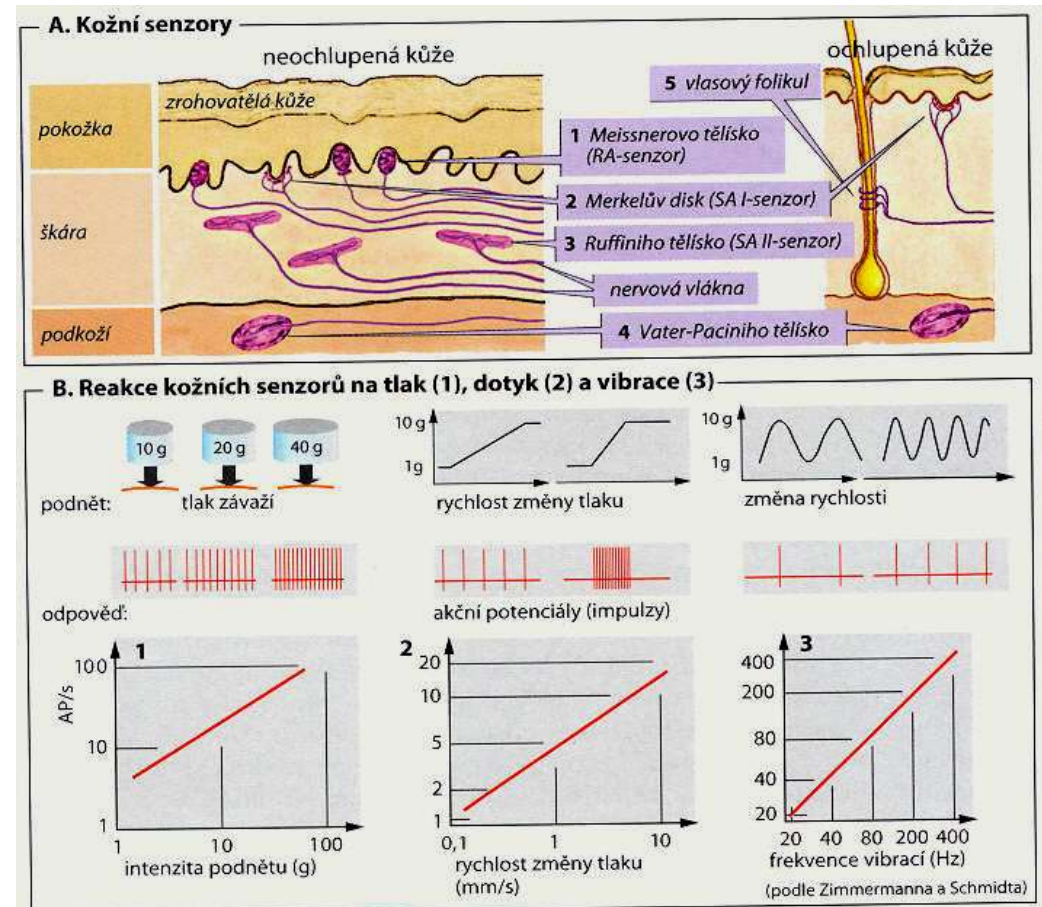 A. Kožní senzory
neochlupená kůže
ochlupená kůže
pokožka
škára
podkoží
zrohovatělá kůže
5 vlasový folikul
1 Meissnerovo tělísko
(RA-senzor)
2 Merkelův disk (SA I-senzor)
3 Ruffiniho tělísko (SA II-senzor)
nervová vlákna
4 Vater-Paciniho tělísko
B. Reakce kožních senzorů na tlak (1), dotyk (2) a vibrace (3)
10 g
20 g
40 g
podnět:
tlak závaží
10 g
1g
rychlost změny tlaku
10 g
1g
změna rychlosti
odpověď:
akční potenciály (impulzy)
1
AP/s
100
10
1
1 10 100
intenzita podnětu (g)
2
20
10
5
2
1
0,1 1 10
rychlost změny tlaku
(mm/s)
3
400
200
80
40
20
20 40 80 200 400
frekvence vibrací (Hz)
(podle Zimmermanna a Schmidta)